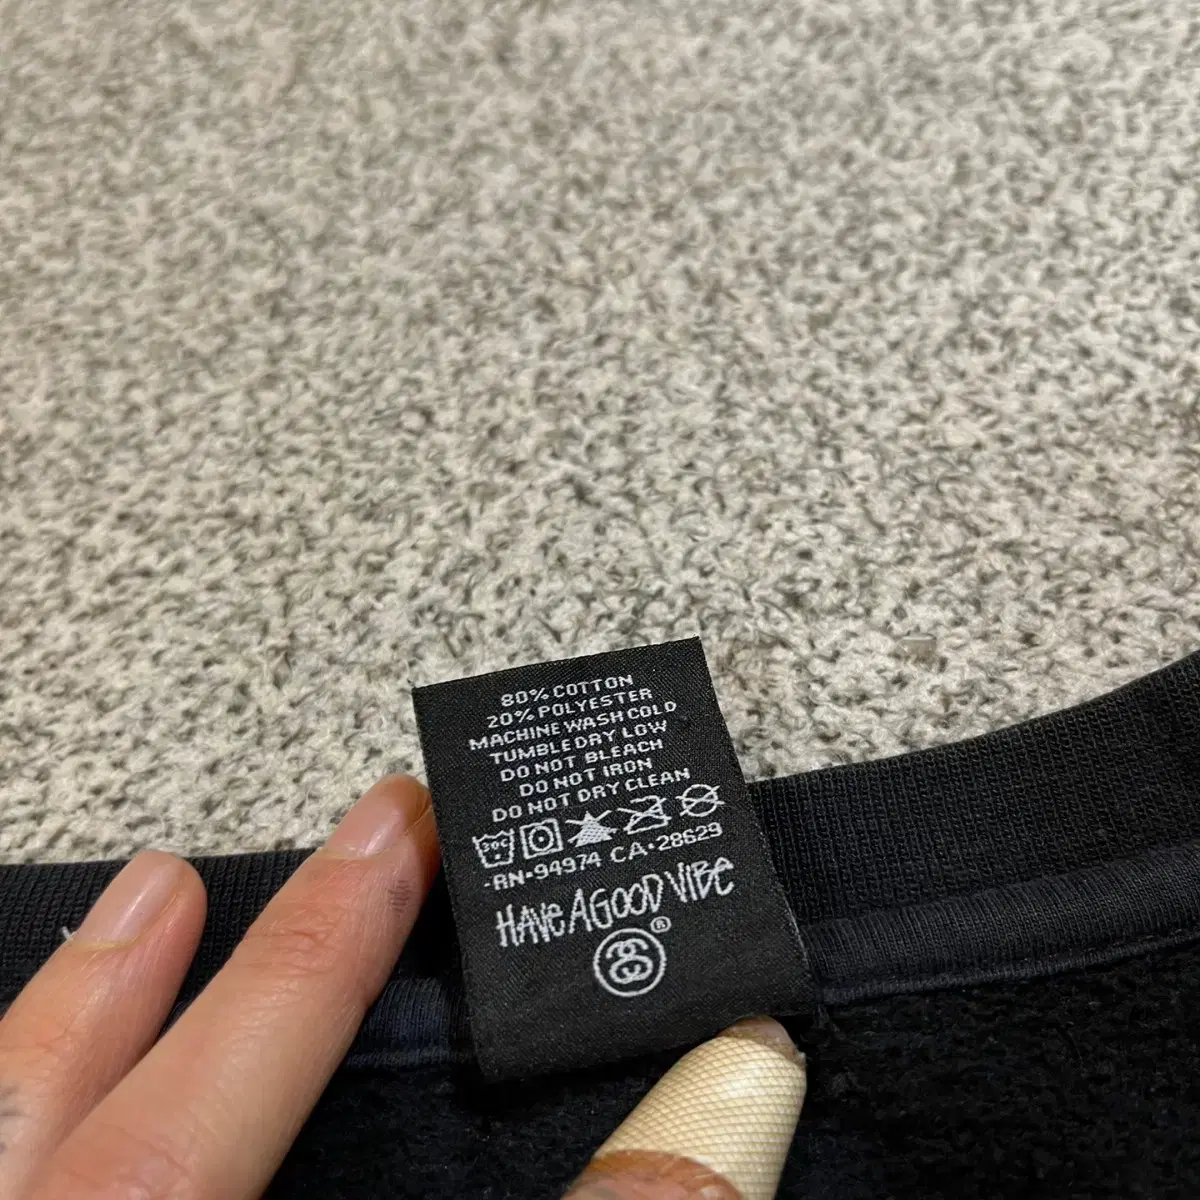 80% COTTON
20% POLYESTER
MACHINE WASH COLD
TUMBLE DRY LOW
DO NOT BLEACH
DO NOT IRON
DO NOT DRY CLEAN
30C
-RN•94974 CA•28629
HAVE A GOOD VIBE
®